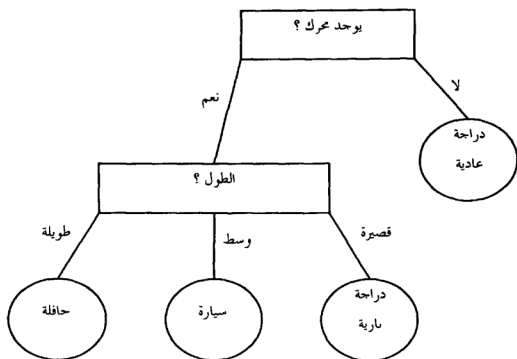 يوجد محرك ؟
لا
نعم
دراجة
عادية
الطول ؟
قصيرة
وسط
طويلة
دراجة
نارية
سيارة
حافلة